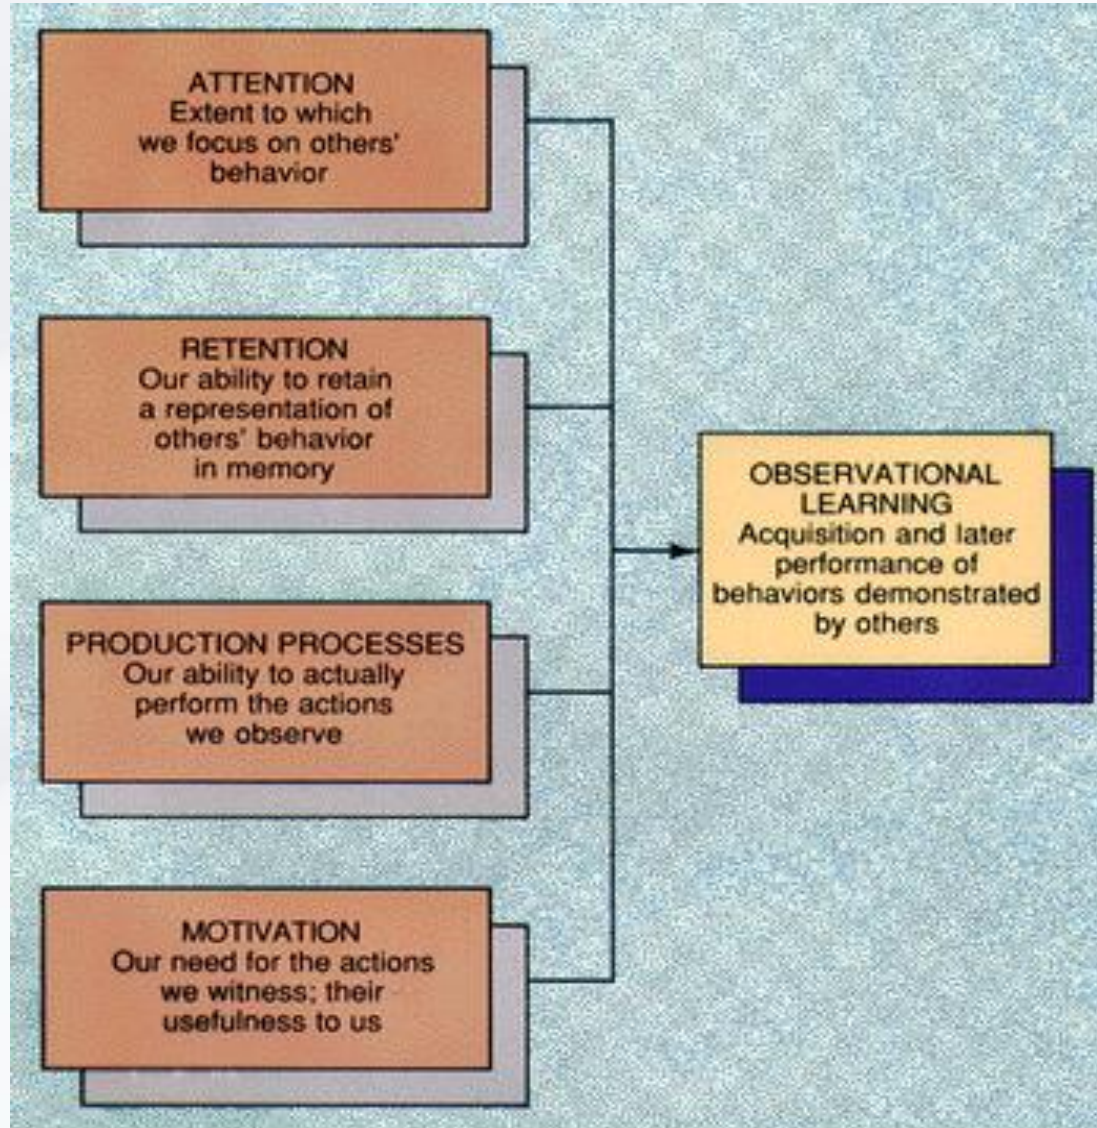 ATTENTION
Extent to which
we focus on others'
behavior
RETENTION
Our ability to retain
a representation of
others' behavior
in memory
PRODUCTION PROCESSES
Our ability to actually
perform the actions
we observe
MOTIVATION
Our need for the actions
we witness; their
usefulness to us
OBSERVATIONAL
LEARNING
Acquisition and later
performance of
behaviors demonstrated
by others